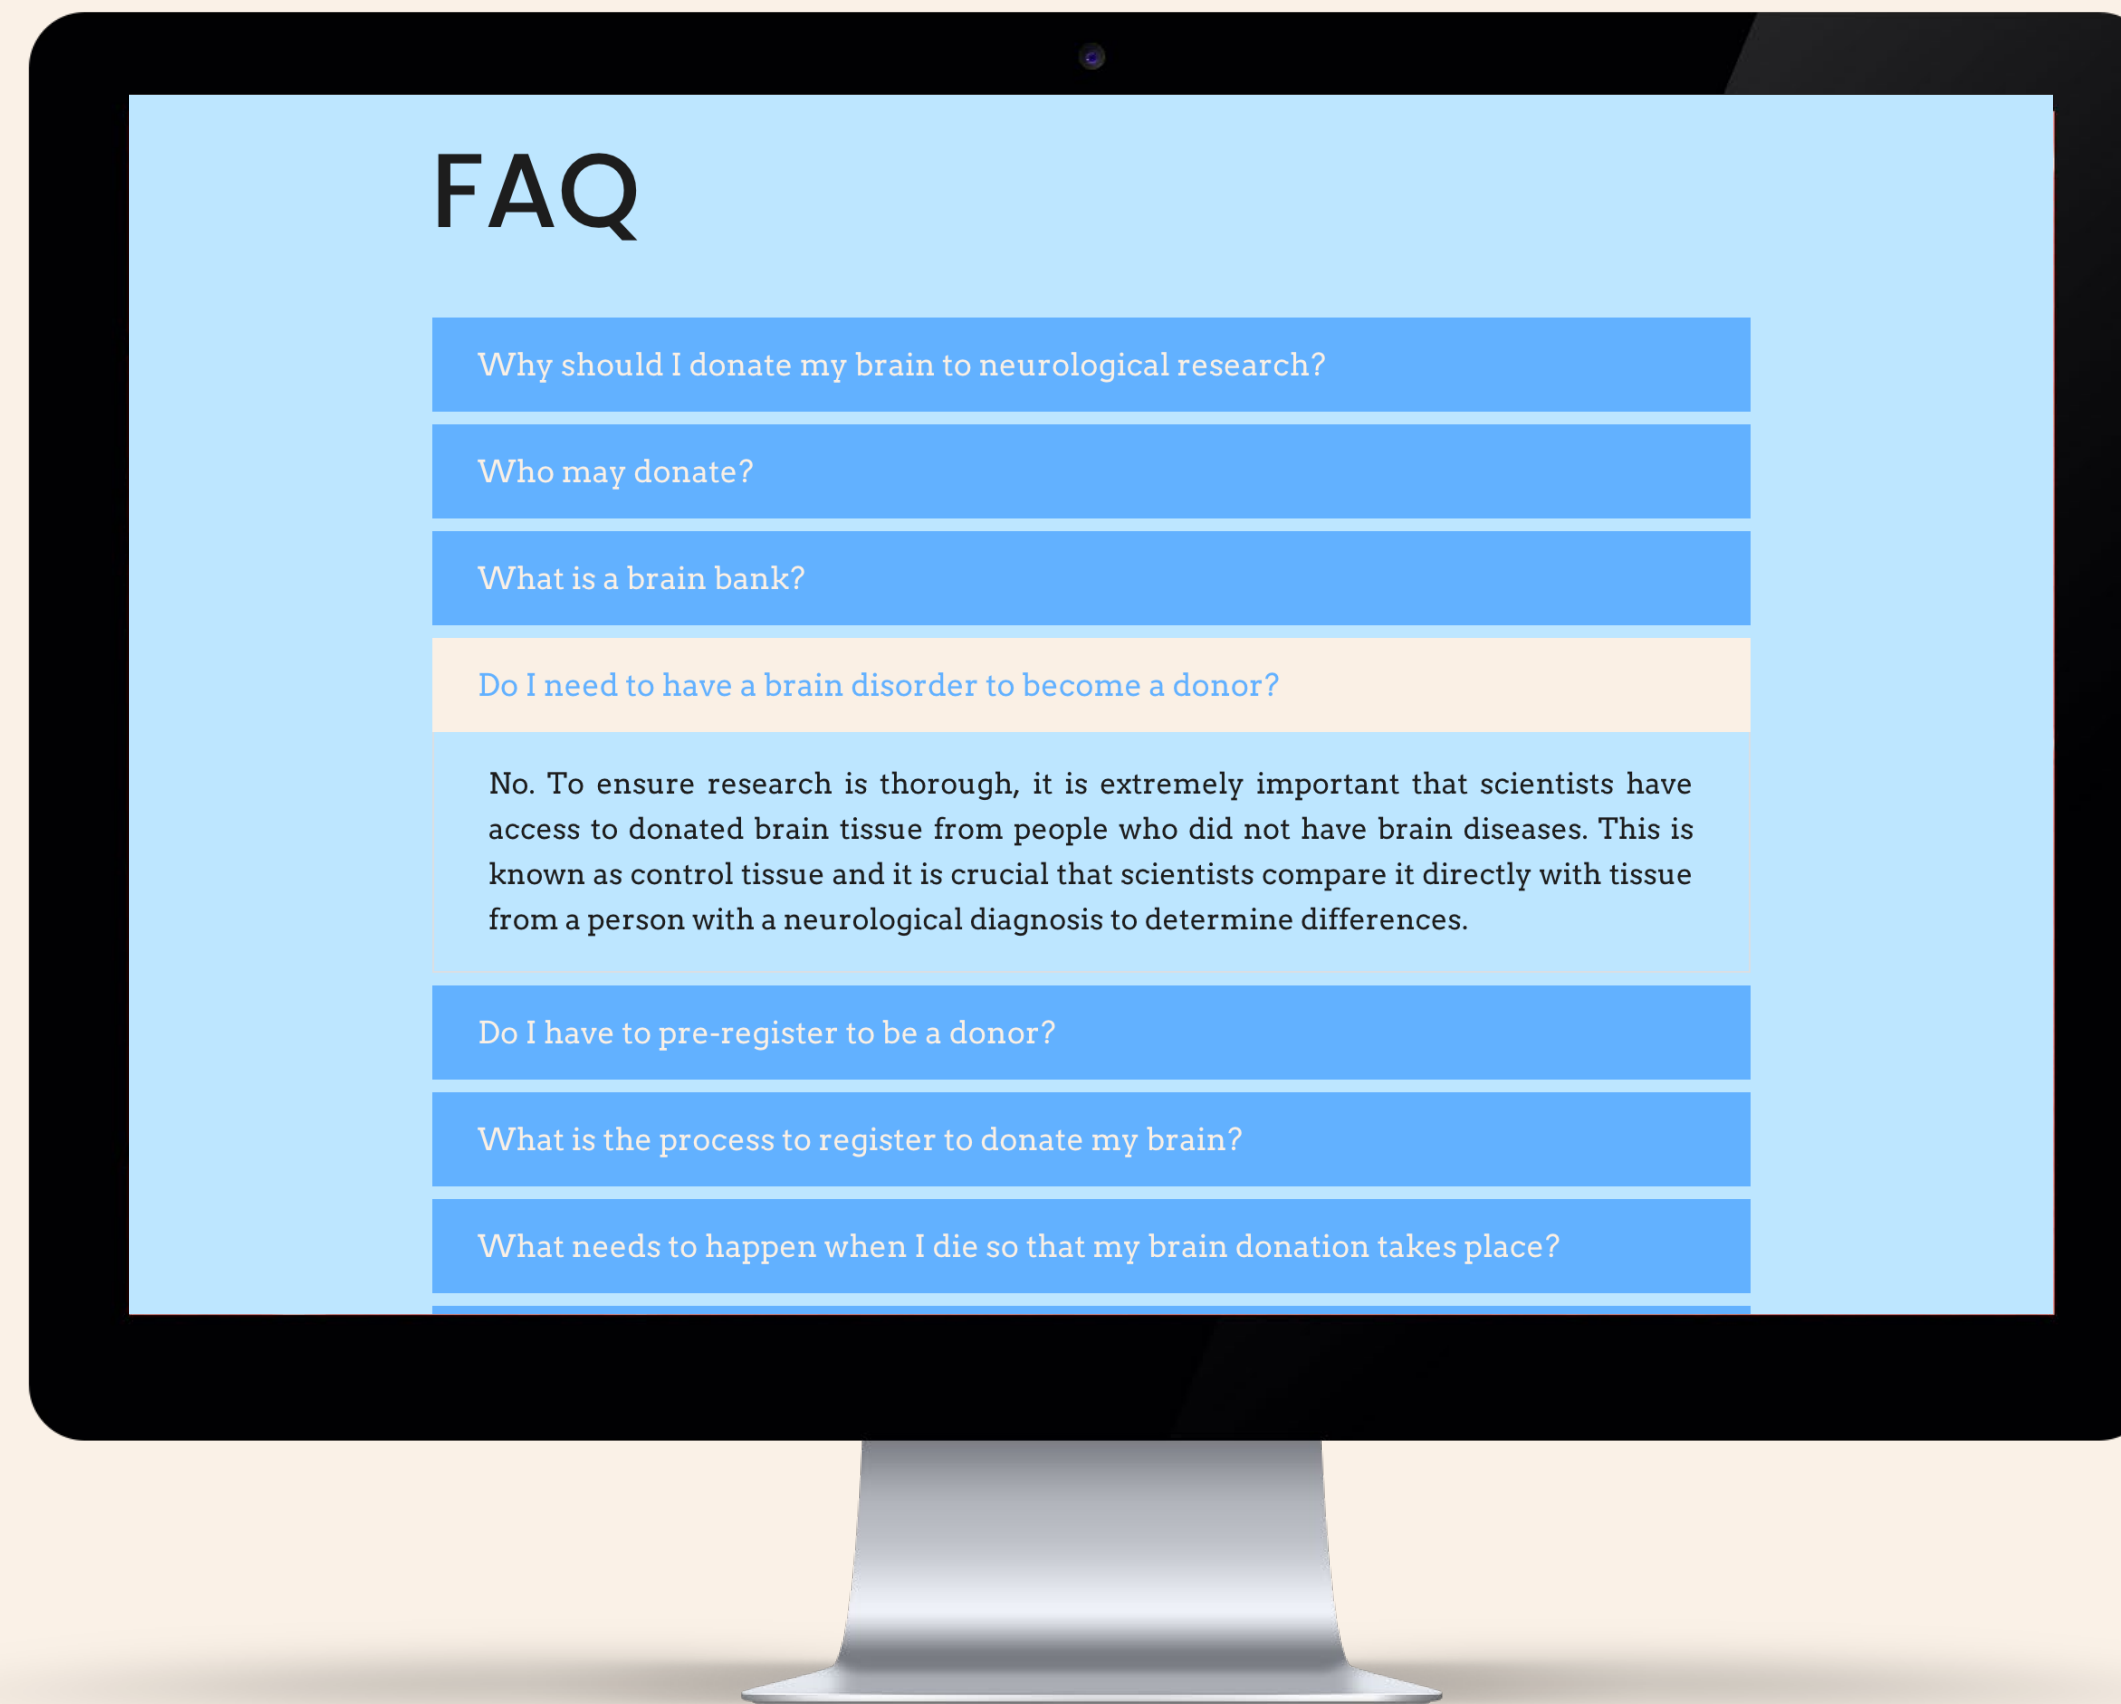 FAQ
Why should I donate my brain to neurological research?
Who may donate?
What is a brain bank?
Do I need to have a brain disorder to become a donor?
No. To ensure research is thorough, it is extremely important that scientists have
access to donated brain tissue from people who did not have brain diseases. This is
known as control tissue and it is crucial that scientists compare it directly with tissue
from a person with a neurological diagnosis to determine differences.
Do I have to pre-register to be a donor?
What is the process to register to donate my brain?
What needs to happen when I die so that my brain donation takes place?